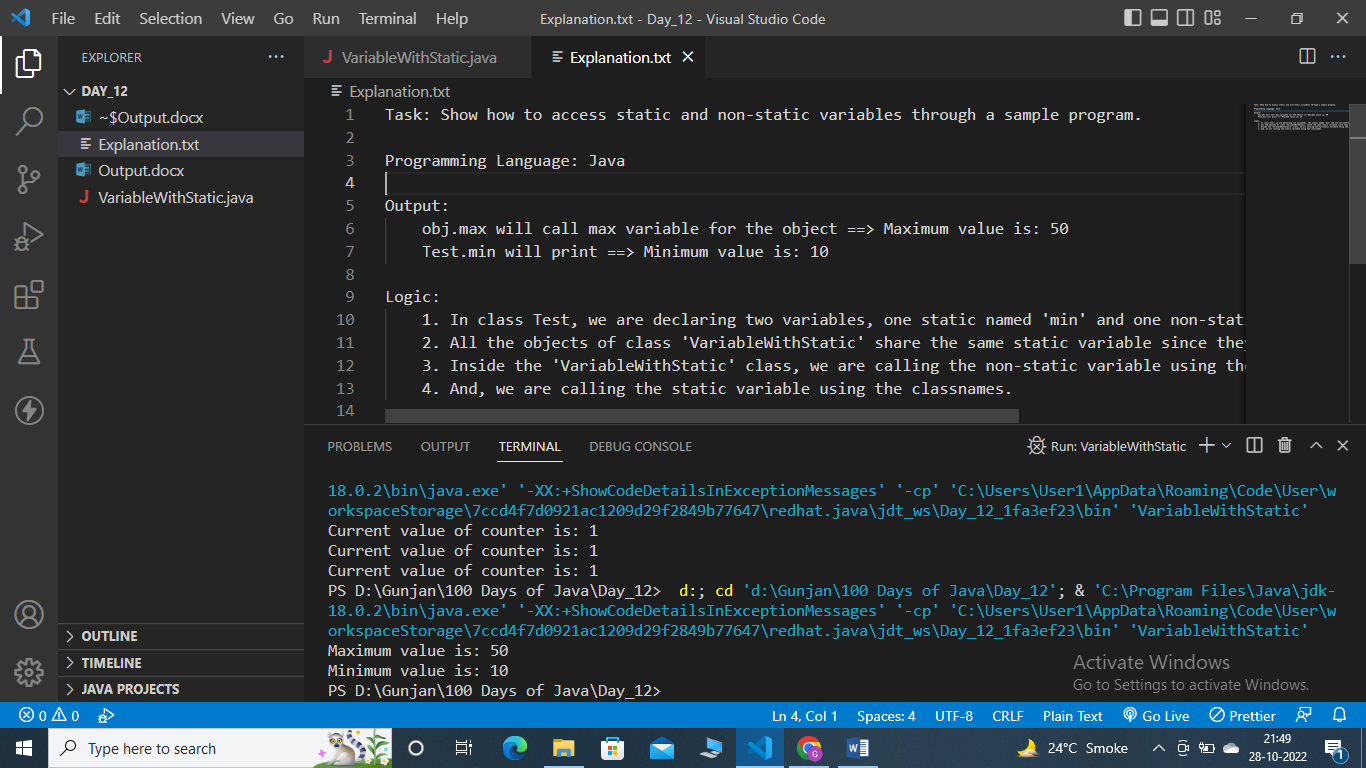 File Edit Selection View Go Run Terminal Help Explanation.txt - Day_12 - Visual Studio Code
EXPLORER
DAY_12
~$Output.docx
Explanation.txt
Output.docx
J VariableWithStatic.java
OUTLINE
TIMELINE
JAVA PROJECTS
J VariableWithStatic.java Explanation.txt
Explanation.txt
1 Task: Show how to access static and non-static variables through a sample program.
2
3 Programming Language: Java
4
5 Output:
6 obj.max will call max variable for the object ==> Maximum value is: 50
7 Test.min will print ==> Minimum value is: 10
8
9 Logic:
10 1. In class Test, we are declaring two variables, one static named 'min' and one non-stat
11 2. All the objects of class 'VariableWithStatic' share the same static variable since they
12 3. Inside the 'VariableWithStatic' class, we are calling the non-static variable using the
13 4. And, we are calling the static variable using the classnames.
14
PROBLEMS OUTPUT TERMINAL DEBUG CONSOLE Run: VariableWithStatic
18.0.2\bin\java.exe' '-XX:+ShowCodeDetailsInExceptionMessages' '-cp' 'C:\Users\User1\AppData\Roaming\Code\User\w
orkspaceStorage\7ccd4f7d0921ac1209d29f2849b77647\redhat.java\jdt_ws\Day_12_1fa3ef23\bin' 'VariableWithStatic'
Current value of counter is: 1
Current value of counter is: 1
Current value of counter is: 1
PS D:\Gunjan\100 Days of Java\Day_12> d:; cd 'd:\Gunjan\100 Days of Java\Day_12'; & 'C:\Program Files\Java\jdk-
18.0.2\bin\java.exe' '-XX:+ShowCodeDetailsInExceptionMessages' '-cp' 'C:\Users\User1\AppData\Roaming\Code\User\w
orkspaceStorage\7ccd4f7d0921ac1209d29f2849b77647\redhat.java\jdt_ws\Day_12_1fa3ef23\bin' 'VariableWithStatic'
Maximum value is: 50
Minimum value is: 10
PS D:\Gunjan\100 Days of Java\Day_12>
Activate Windows
Go to Settings to activate Windows.
0 0 Ln 4, Col 1 Spaces: 4 UTF-8 CRLF Plain Text Go Live Prettier
Type here to search
24°C Smoke
21:49
28-10-2022
1